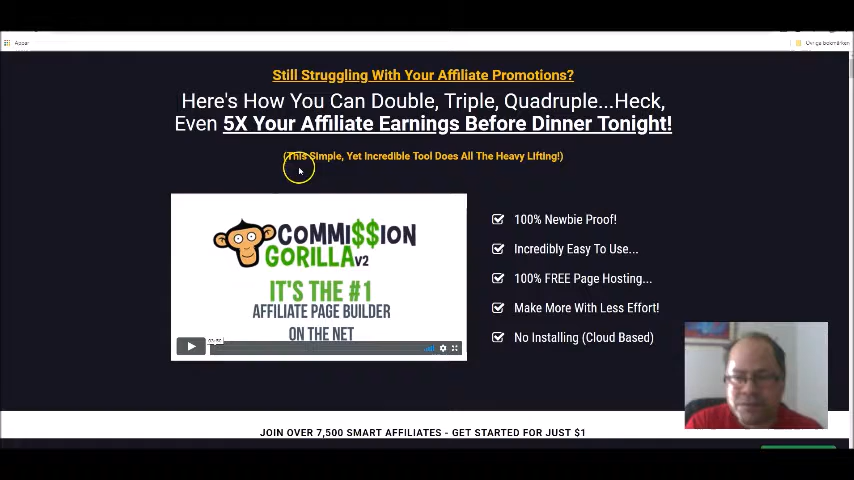 Appar
Övriga bokmärken
Still Struggling With Your Affiliate Promotions?
Here's How You Can Double, Triple, Quadruple...Heck,
Even 5X Your Affiliate Earnings Before Dinner Tonight!
(This Simple, Yet Incredible Tool Does All The Heavy Lifting!)
COMMI$$ION
GORILLA V2
IT'S THE #1
AFFILIATE PAGE BUILDER
ON THE NET
100% Newbie Proof!
Incredibly Easy To Use...
100% FREE Page Hosting...
Make More With Less Effort!
No Installing (Cloud Based)
JOIN OVER 7,500 SMART AFFILIATES - GET STARTED FOR JUST $1